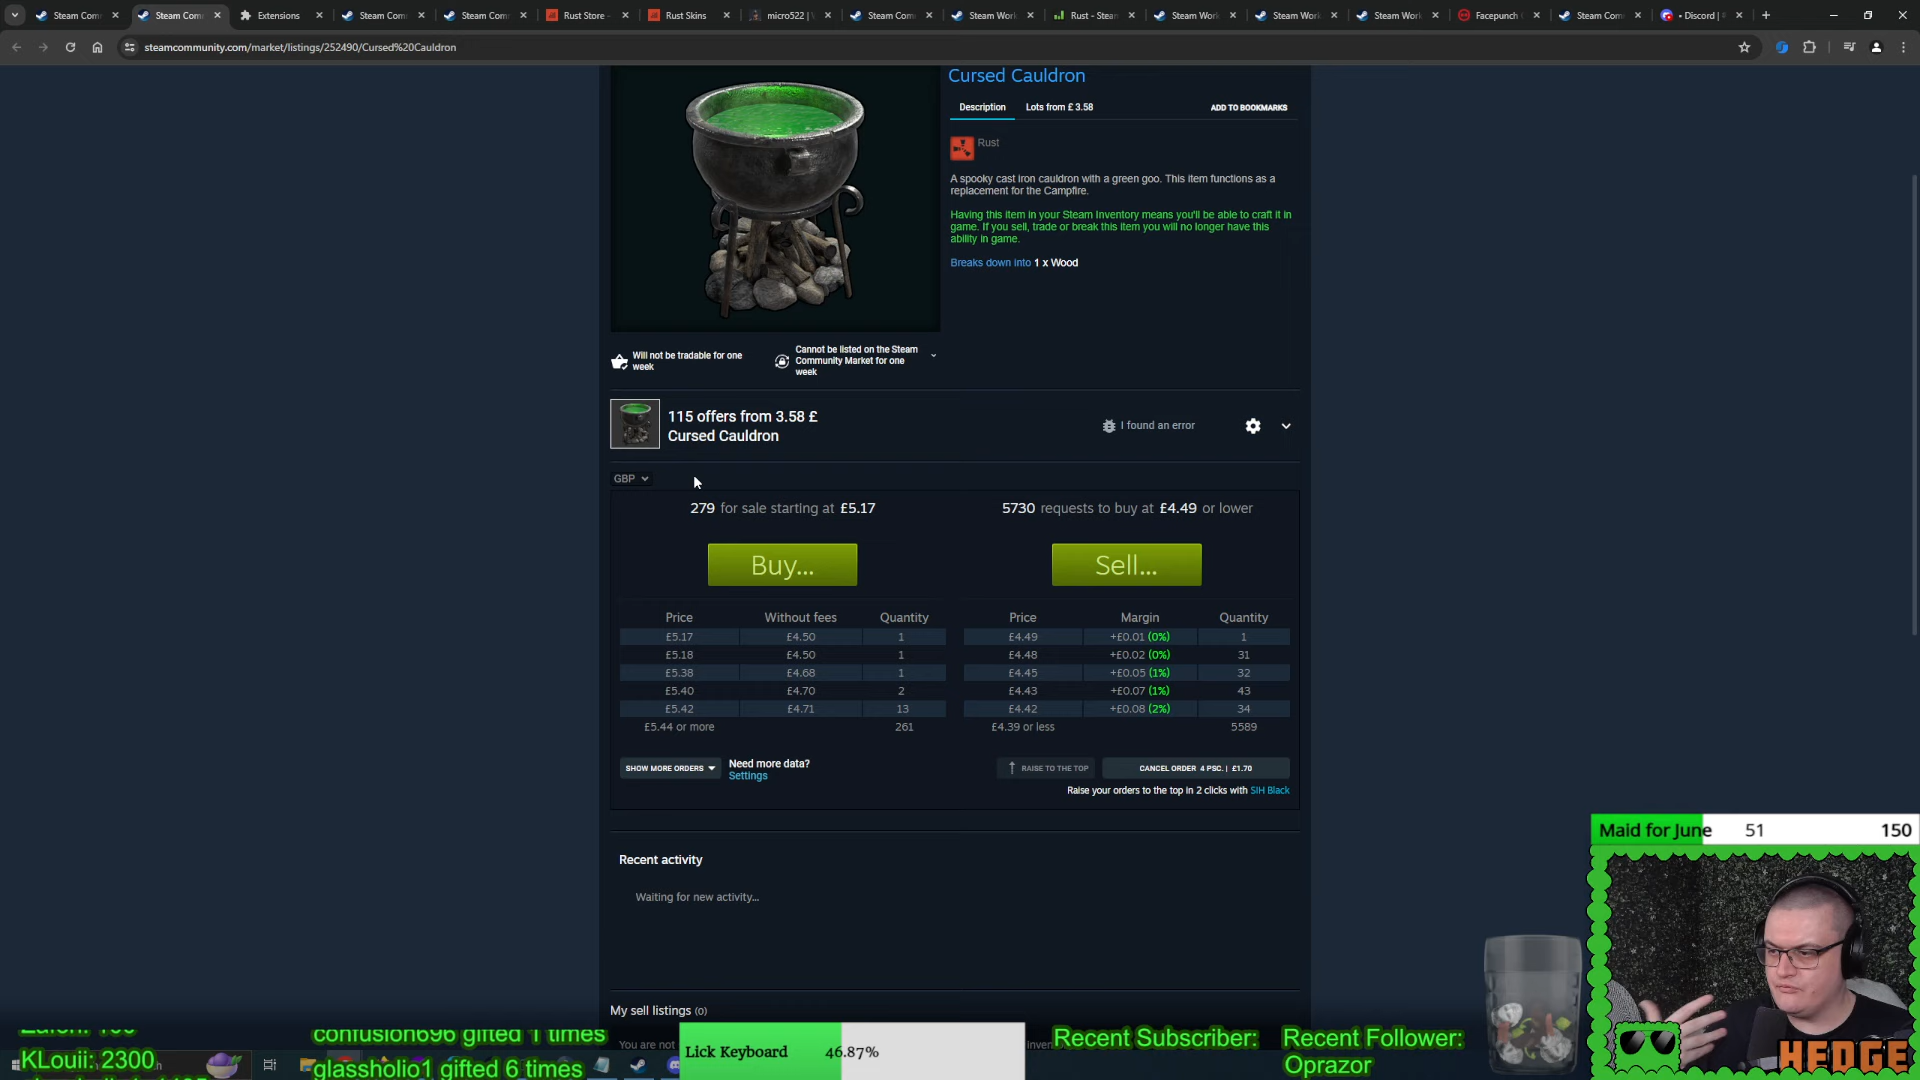 Steam Com
Steam Com
Extensions
Steam Com
Steam Com
Rust Store -
Rust Skins
micro522 |
Steam Com
Steam Work
Rust - Steam
Steam Work
Steam Work
Steam Work
Facepunch
Steam Com
• Discord |
steamcommunity.com/market/listings/252490/Cursed%20Cauldron
Cursed Cauldron
Description
Lots from £ 3.58
ADD TO BOOKMARKS
Rust
A spooky cast iron cauldron with a green goo. This item functions as a
replacement for the Campfire.
Having this item in your Steam Inventory means you'll be able to craft it in
game. If you sell, trade or break this item you will no longer have this
ability in game.
Breaks down into 1 x Wood
Will not be tradable for one
week
Cannot be listed on the Steam
Community Market for one
week
115 offers from 3.58 £
Cursed Cauldron
I found an error
GBP
279 for sale starting at £5.17
5730 requests to buy at £4.49 or lower
Buy...
Sell...
Price Without fees Quantity
£5.17 £4.50 1
£5.18 £4.50 1
£5.38 £4.68 1
£5.40 £4.70 2
£5.42 £4.71 13
£5.44 or more 261
Price Margin Quantity
£4.49 +£0.01 (0%) 1
£4.48 +£0.02 (0%) 31
£4.45 +£0.05 (1%) 32
£4.43 +£0.07 (1%) 43
£4.42 +£0.08 (2%) 34
£4.39 or less 5589
SHOW MORE ORDERS
Need more data?
Settings
RAISE TO THE TOP
CANCEL ORDER 4 PSC. | £1.70
Raise your orders to the top in 2 clicks with SIH Black
Recent activity
Waiting for new activity...
My sell listings (0)
You are not
Maid for June 51 150
confusion696 gifted 1 times
KLouii: 2300
glassholio1 gifted 6 times
Lick Keyboard 46.87%
Recent Subscriber:
Recent Follower:
Oprazor
HEDGE